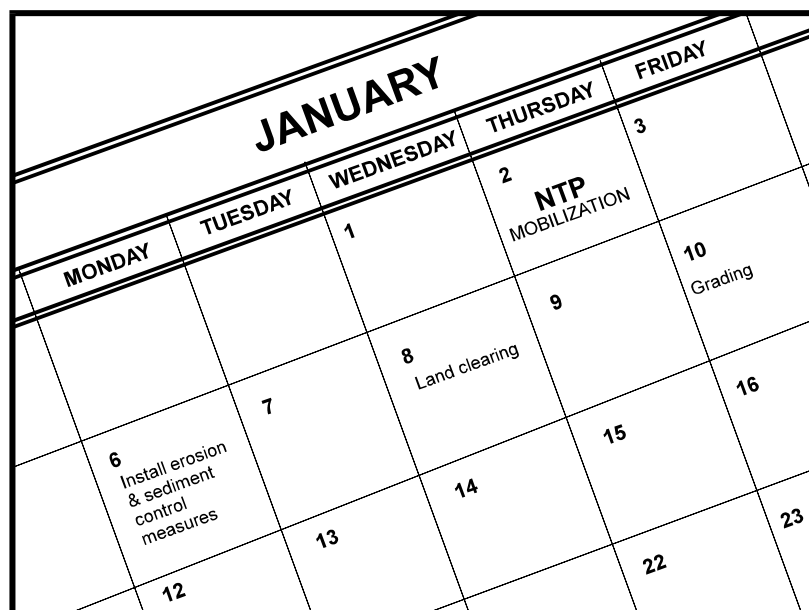 JANUARY
MONDAY
TUESDAY
WEDNESDAY
THURSDAY
FRIDAY
1
2
NTP
MOBILIZATION
3
6
Install erosion
& sediment
control
measures
7
8
Land clearing
9
10
Grading
12
13
14
15
16
22
23